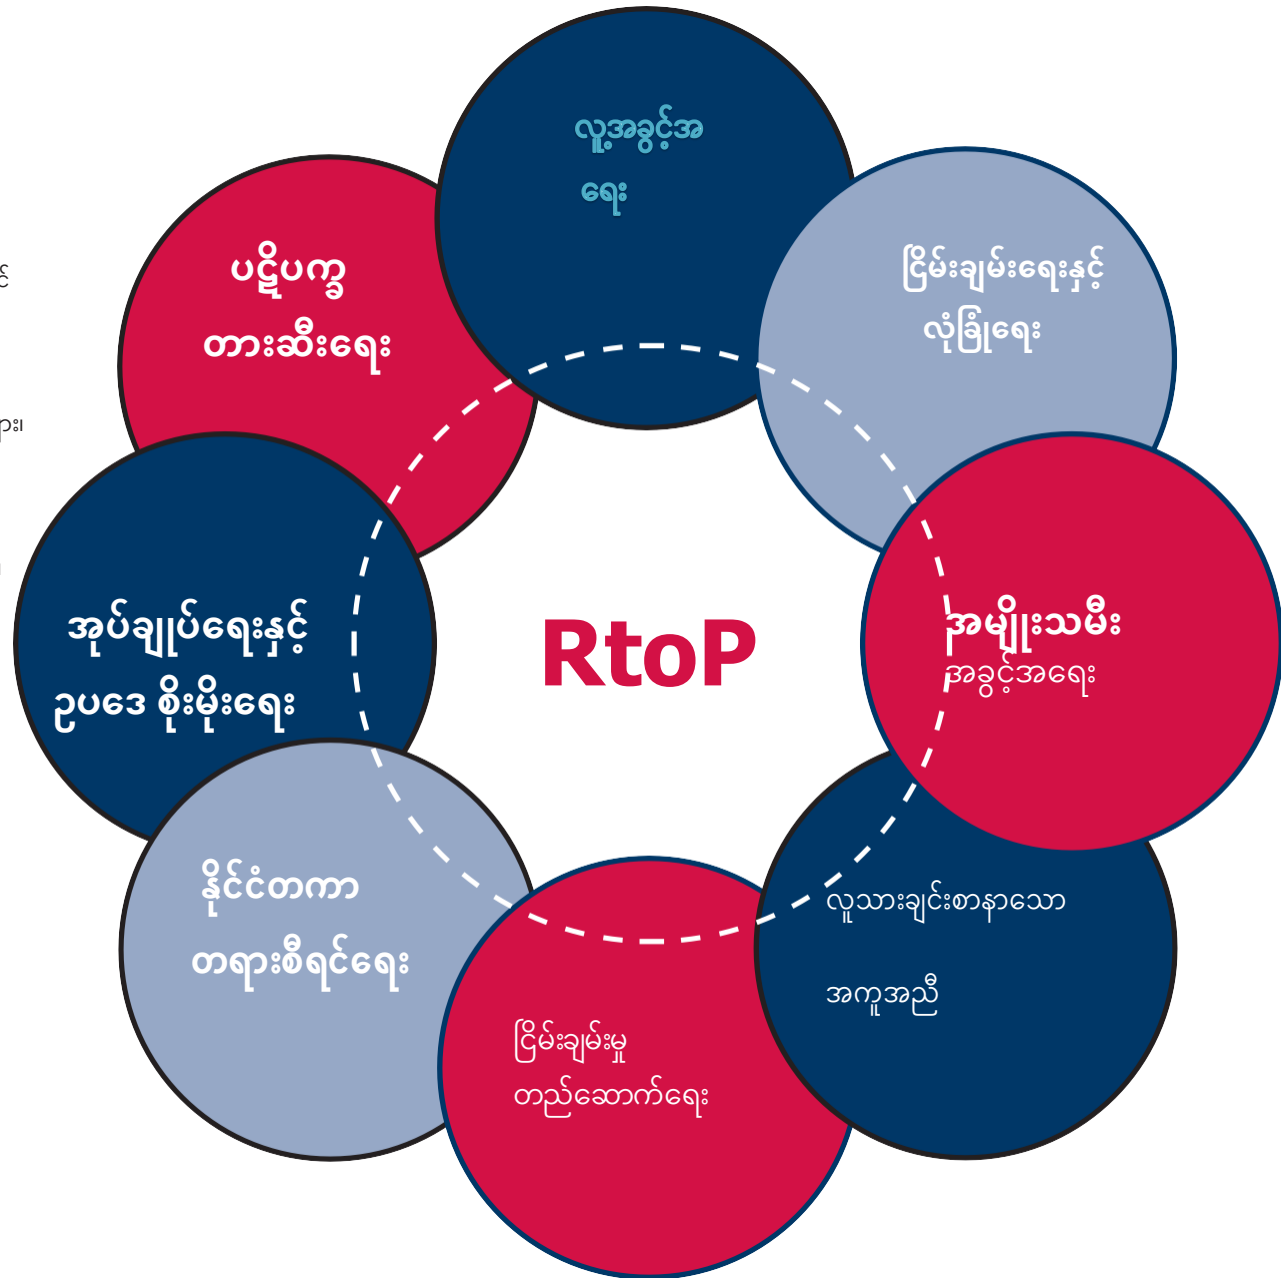 လူ့အခွင့်အ
ရေး
ပဋိပက္ခ
တားဆီးရေး
ငြိမ်းချမ်းရေးနှင့်
လုံခြုံရေး
အုပ်ချုပ်ရေးနှင့်
ဥပဒေ စိုးမိုးရေး
RtoP
အမျိုးသမီး
အခွင့်အရေး
နိုင်ငံတကာ
တရားစီရင်ရေး
လူသားချင်းစာနာသော
အကူအညီ
ငြိမ်းချမ်းမှု
တည်ဆောက်ရေး